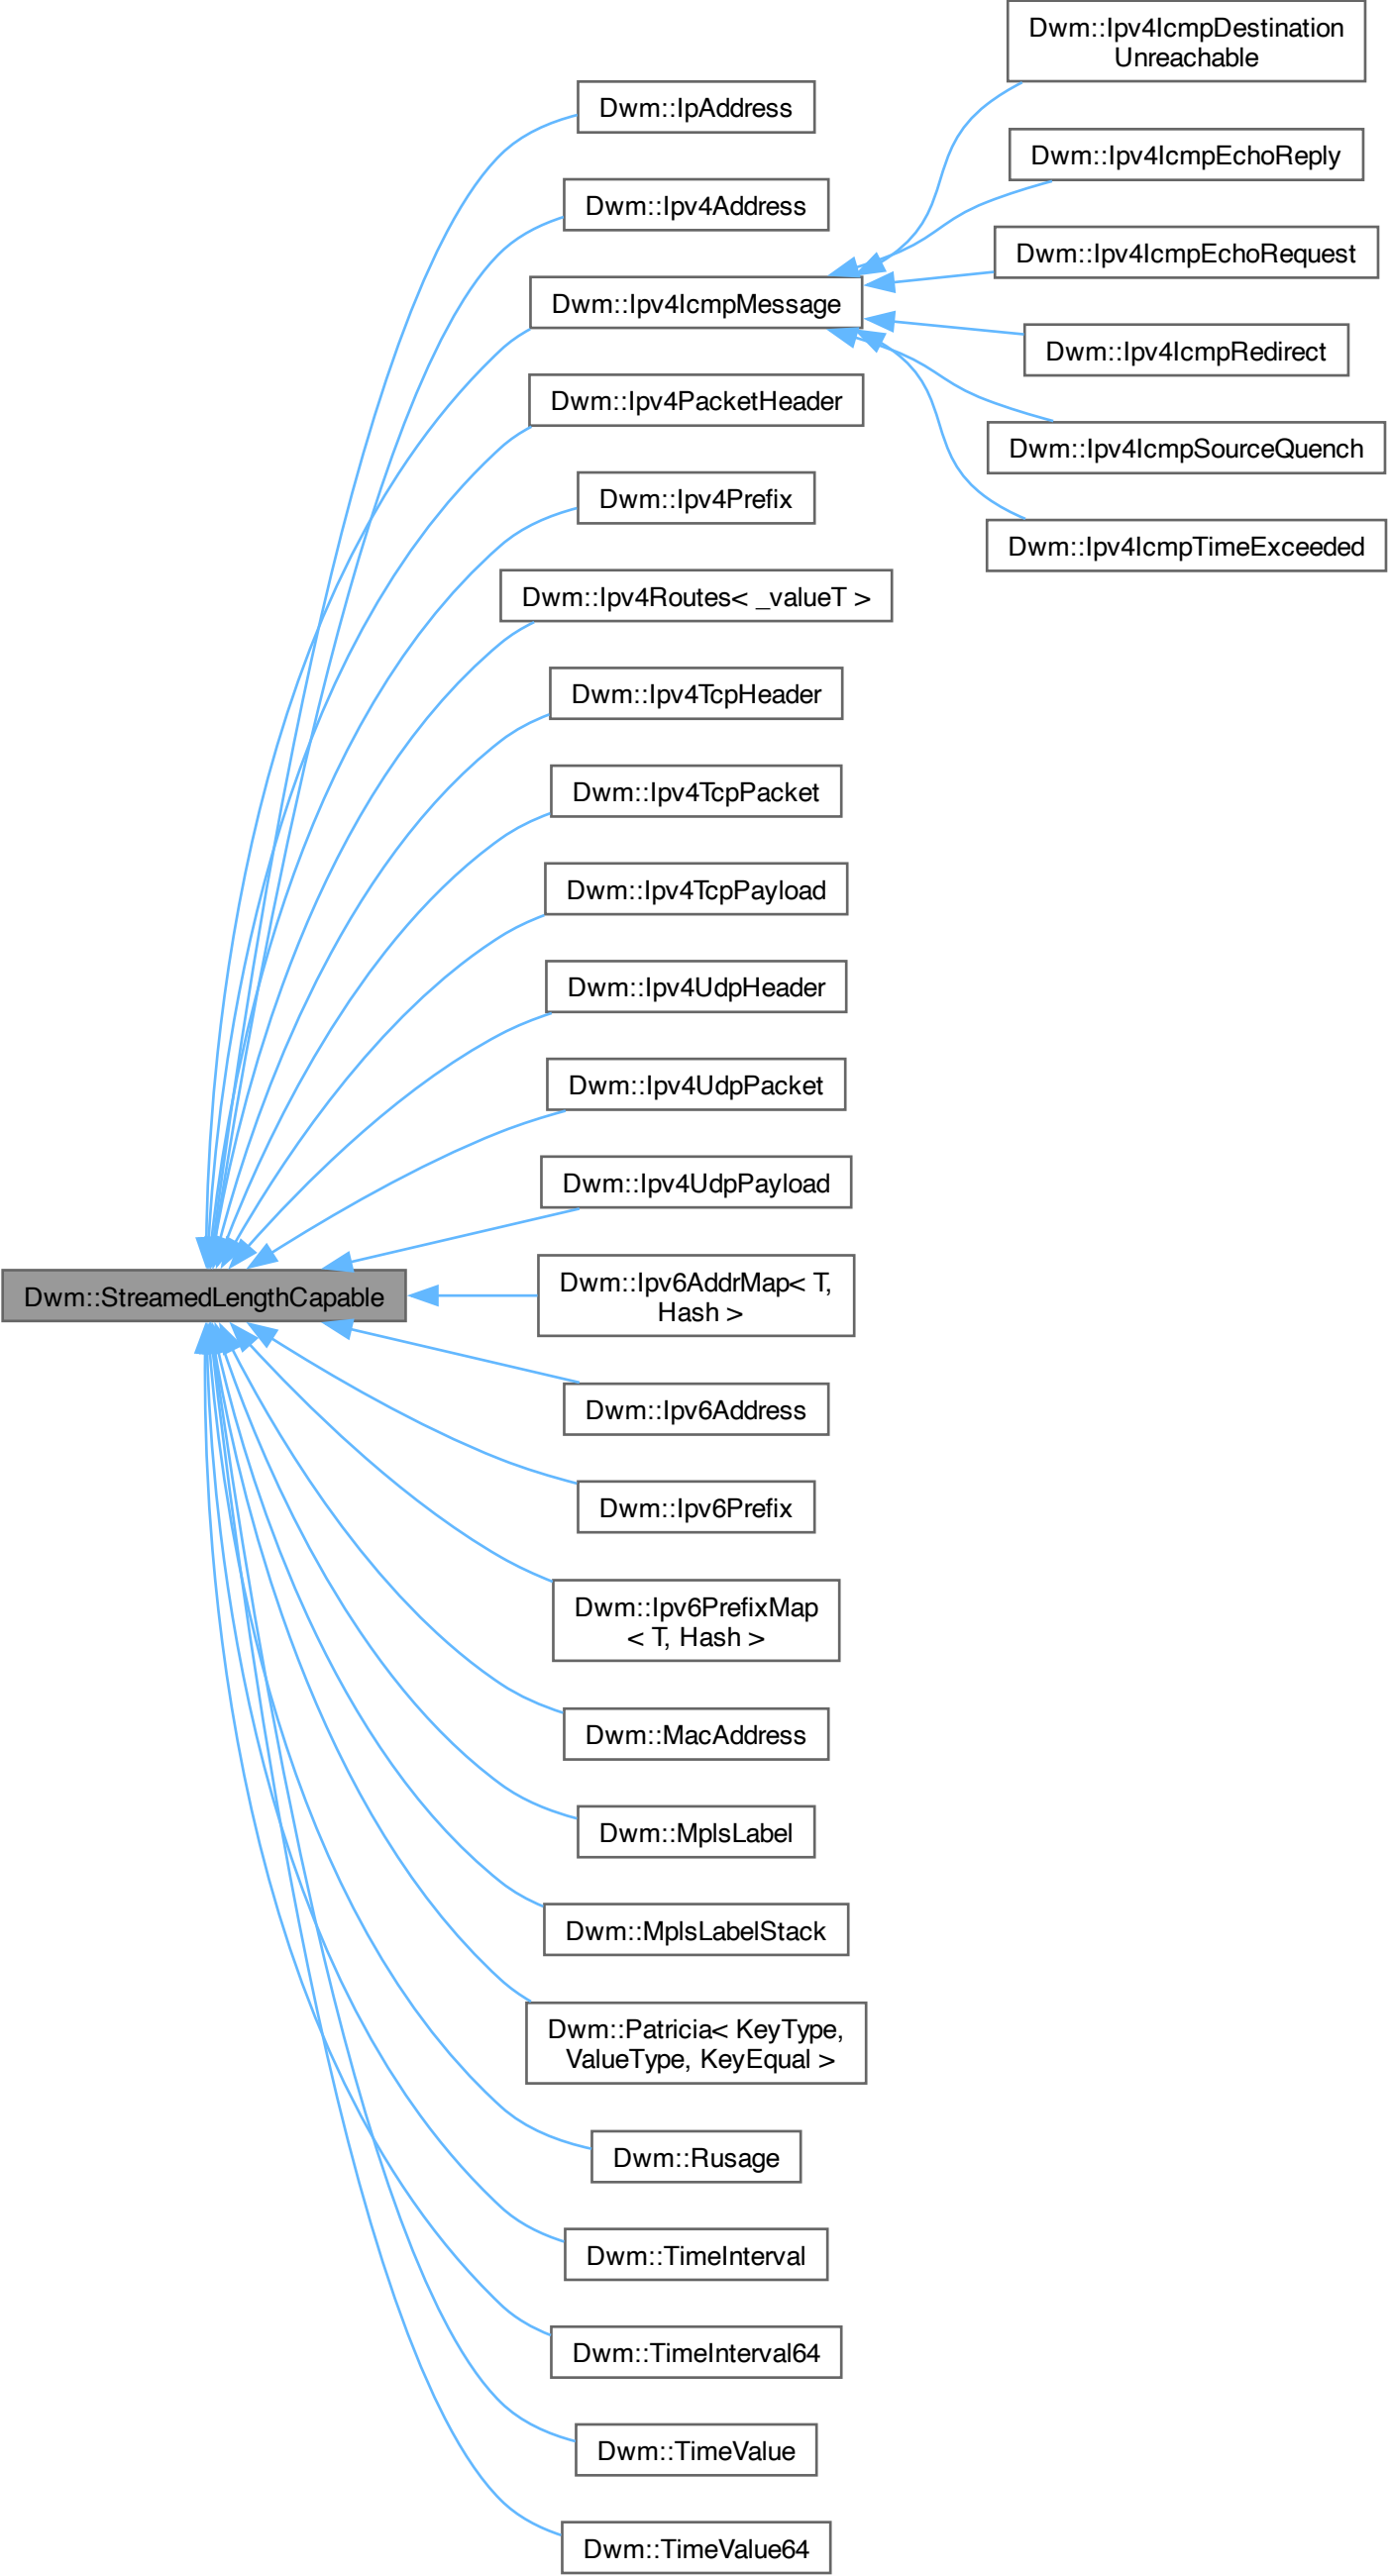 Dwm::StreamedLengthCapable
Dwm::IpAddress
Dwm::Ipv4Address
Dwm::Ipv4IcmpMessage
Dwm::Ipv4IcmpDestination
Unreachable
Dwm::Ipv4IcmpEchoReply
Dwm::Ipv4IcmpEchoRequest
Dwm::Ipv4IcmpRedirect
Dwm::Ipv4IcmpSourceQuench
Dwm::Ipv4IcmpTimeExceeded
Dwm::Ipv4PacketHeader
Dwm::Ipv4Prefix
Dwm::Ipv4Routes< _valueT >
Dwm::Ipv4TcpHeader
Dwm::Ipv4TcpPacket
Dwm::Ipv4TcpPayload
Dwm::Ipv4UdpHeader
Dwm::Ipv4UdpPacket
Dwm::Ipv4UdpPayload
Dwm::Ipv6AddrMap< T,
Hash >
Dwm::Ipv6Address
Dwm::Ipv6Prefix
Dwm::Ipv6PrefixMap
< T, Hash >
Dwm::MacAddress
Dwm::MplsLabel
Dwm::MplsLabelStack
Dwm::Patricia< KeyType,
ValueType, KeyEqual >
Dwm::Rusage
Dwm::TimeInterval
Dwm::TimeInterval64
Dwm::TimeValue
Dwm::TimeValue64